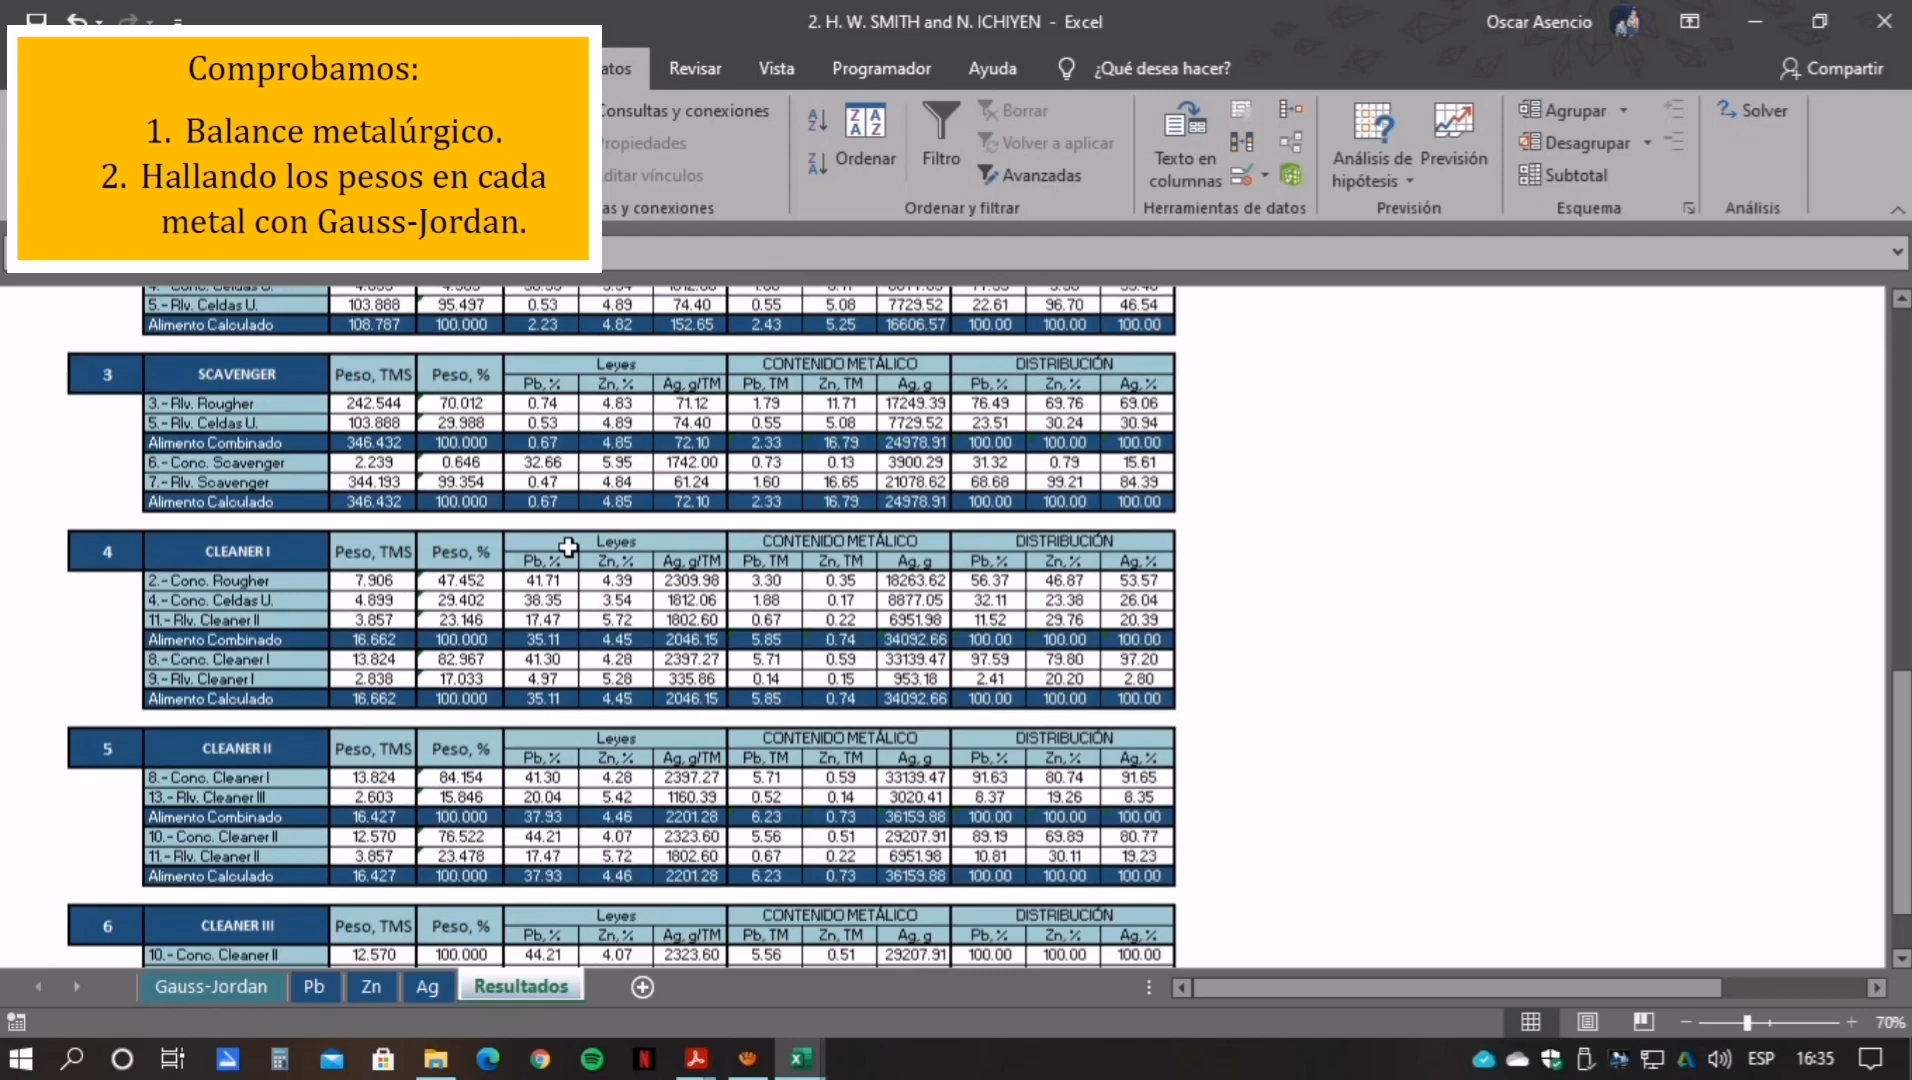 2. H. W. SMITH and N. ICHIYEN - Excel
Oscar Asencio
Comprobamos:
1. Balance metalúrgico.
2. Hallando los pesos en cada
metal con Gauss-Jordan.
atos Revisar Vista Programador Ayuda ¿Qué desea hacer? Compartir
onsultas y conexiones
ropiedades
ditar vínculos
as y conexiones
Ordenar
Filtro
Borrar
Volver a aplicar
Avanzadas
Ordenar y filtrar
Texto en
columnas
Herramientas de datos
Análisis de
hipótesis
Previsión
Previsión
Agrupar
Desagrupar
Subtotal
Esquema
Solver
Análisis
5.- Rlv. Celdas U. 103.888 95.497 0.53 4.89 74.40 0.55 5.08 7729.52 22.61 96.70 46.54
Alimento Calculado 108.787 100.000 2.23 4.82 152.65 2.43 5.25 16606.57 100.00 100.00 100.00
3 SCAVENGER Peso, TMS Peso, % Leyes CONTENIDO METÁLICO DISTRIBUCIÓN
Pb, % Zn, % Ag, g/TM Pb, TM Zn, TM Ag, g Pb, % Zn, % Ag, %
3.- Rlv. Rougher 242.544 70.012 0.74 4.83 71.12 1.79 11.71 17249.39 76.49 69.76 69.06
5.- Rlv. Celdas U. 103.888 29.988 0.53 4.89 74.40 0.55 5.08 7729.52 23.51 30.24 30.94
Alimento Combinado 346.432 100.000 0.67 4.85 72.10 2.33 16.79 24978.91 100.00 100.00 100.00
6.- Conc. Scavenger 2.239 0.646 32.66 5.95 1742.00 0.73 0.13 3900.29 31.32 0.79 15.61
7.- Rlv. Scavenger 344.193 99.354 0.47 4.84 61.24 1.60 16.65 21078.62 68.68 99.21 84.39
Alimento Calculado 346.432 100.000 0.67 4.85 72.10 2.33 16.79 24978.91 100.00 100.00 100.00
4 CLEANER I Peso, TMS Peso, % Leyes CONTENIDO METÁLICO DISTRIBUCIÓN
Pb, % Zn, % Ag, g/TM Pb, TM Zn, TM Ag, g Pb, % Zn, % Ag, %
2.- Conc. Rougher 7.906 47.452 41.71 4.39 2309.98 3.30 0.35 18263.62 56.37 46.87 53.57
4.- Conc. Celdas U. 4.899 29.402 38.35 3.54 1812.06 1.88 0.17 8877.05 32.11 23.38 26.04
11.- Rlv. Cleaner II 3.857 23.146 17.47 5.72 1802.60 0.67 0.22 6951.98 11.52 29.76 20.39
Alimento Combinado 16.662 100.000 35.11 4.45 2046.15 5.85 0.74 34092.66 100.00 100.00 100.00
8.- Conc. Cleaner I 13.824 82.967 41.30 4.28 2397.27 5.71 0.59 33139.47 97.59 79.80 97.20
9.- Rlv. Cleaner I 2.838 17.033 4.97 5.28 335.86 0.14 0.15 953.18 2.41 20.20 2.80
Alimento Calculado 16.662 100.000 35.11 4.45 2046.15 5.85 0.74 34092.66 100.00 100.00 100.00
5 CLEANER II Peso, TMS Peso, % Leyes CONTENIDO METÁLICO DISTRIBUCIÓN
Pb, % Zn, % Ag, g/TM Pb, TM Zn, TM Ag, g Pb, % Zn, % Ag, %
8.- Conc. Cleaner I 13.824 84.154 41.30 4.28 2397.27 5.71 0.59 33139.47 91.63 80.74 91.65
13.- Rlv. Cleaner III 2.603 15.846 20.04 5.42 1160.39 0.52 0.14 3020.41 8.37 19.26 8.35
Alimento Combinado 16.427 100.000 37.93 4.46 2201.28 6.23 0.73 36159.88 100.00 100.00 100.00
10.- Conc. Cleaner II 12.570 76.522 44.21 4.07 2323.60 5.56 0.51 29207.91 89.19 69.89 80.77
11.- Rlv. Cleaner II 3.857 23.478 17.47 5.72 1802.60 0.67 0.22 6951.98 10.81 30.11 19.23
Alimento Calculado 16.427 100.000 37.93 4.46 2201.28 6.23 0.73 36159.88 100.00 100.00 100.00
6 CLEANER III Peso, TMS Peso, % Leyes CONTENIDO METÁLICO DISTRIBUCIÓN
Pb, % Zn, % Ag, g/TM Pb, TM Zn, TM Ag, g Pb, % Zn, % Ag, %
10.- Conc. Cleaner II 12.570 100.000 44.21 4.07 2323.60 5.56 0.51 29207.91 100.00 100.00 100.00
Gauss-Jordan Pb Zn Ag Resultados
70%
ESP 16:35